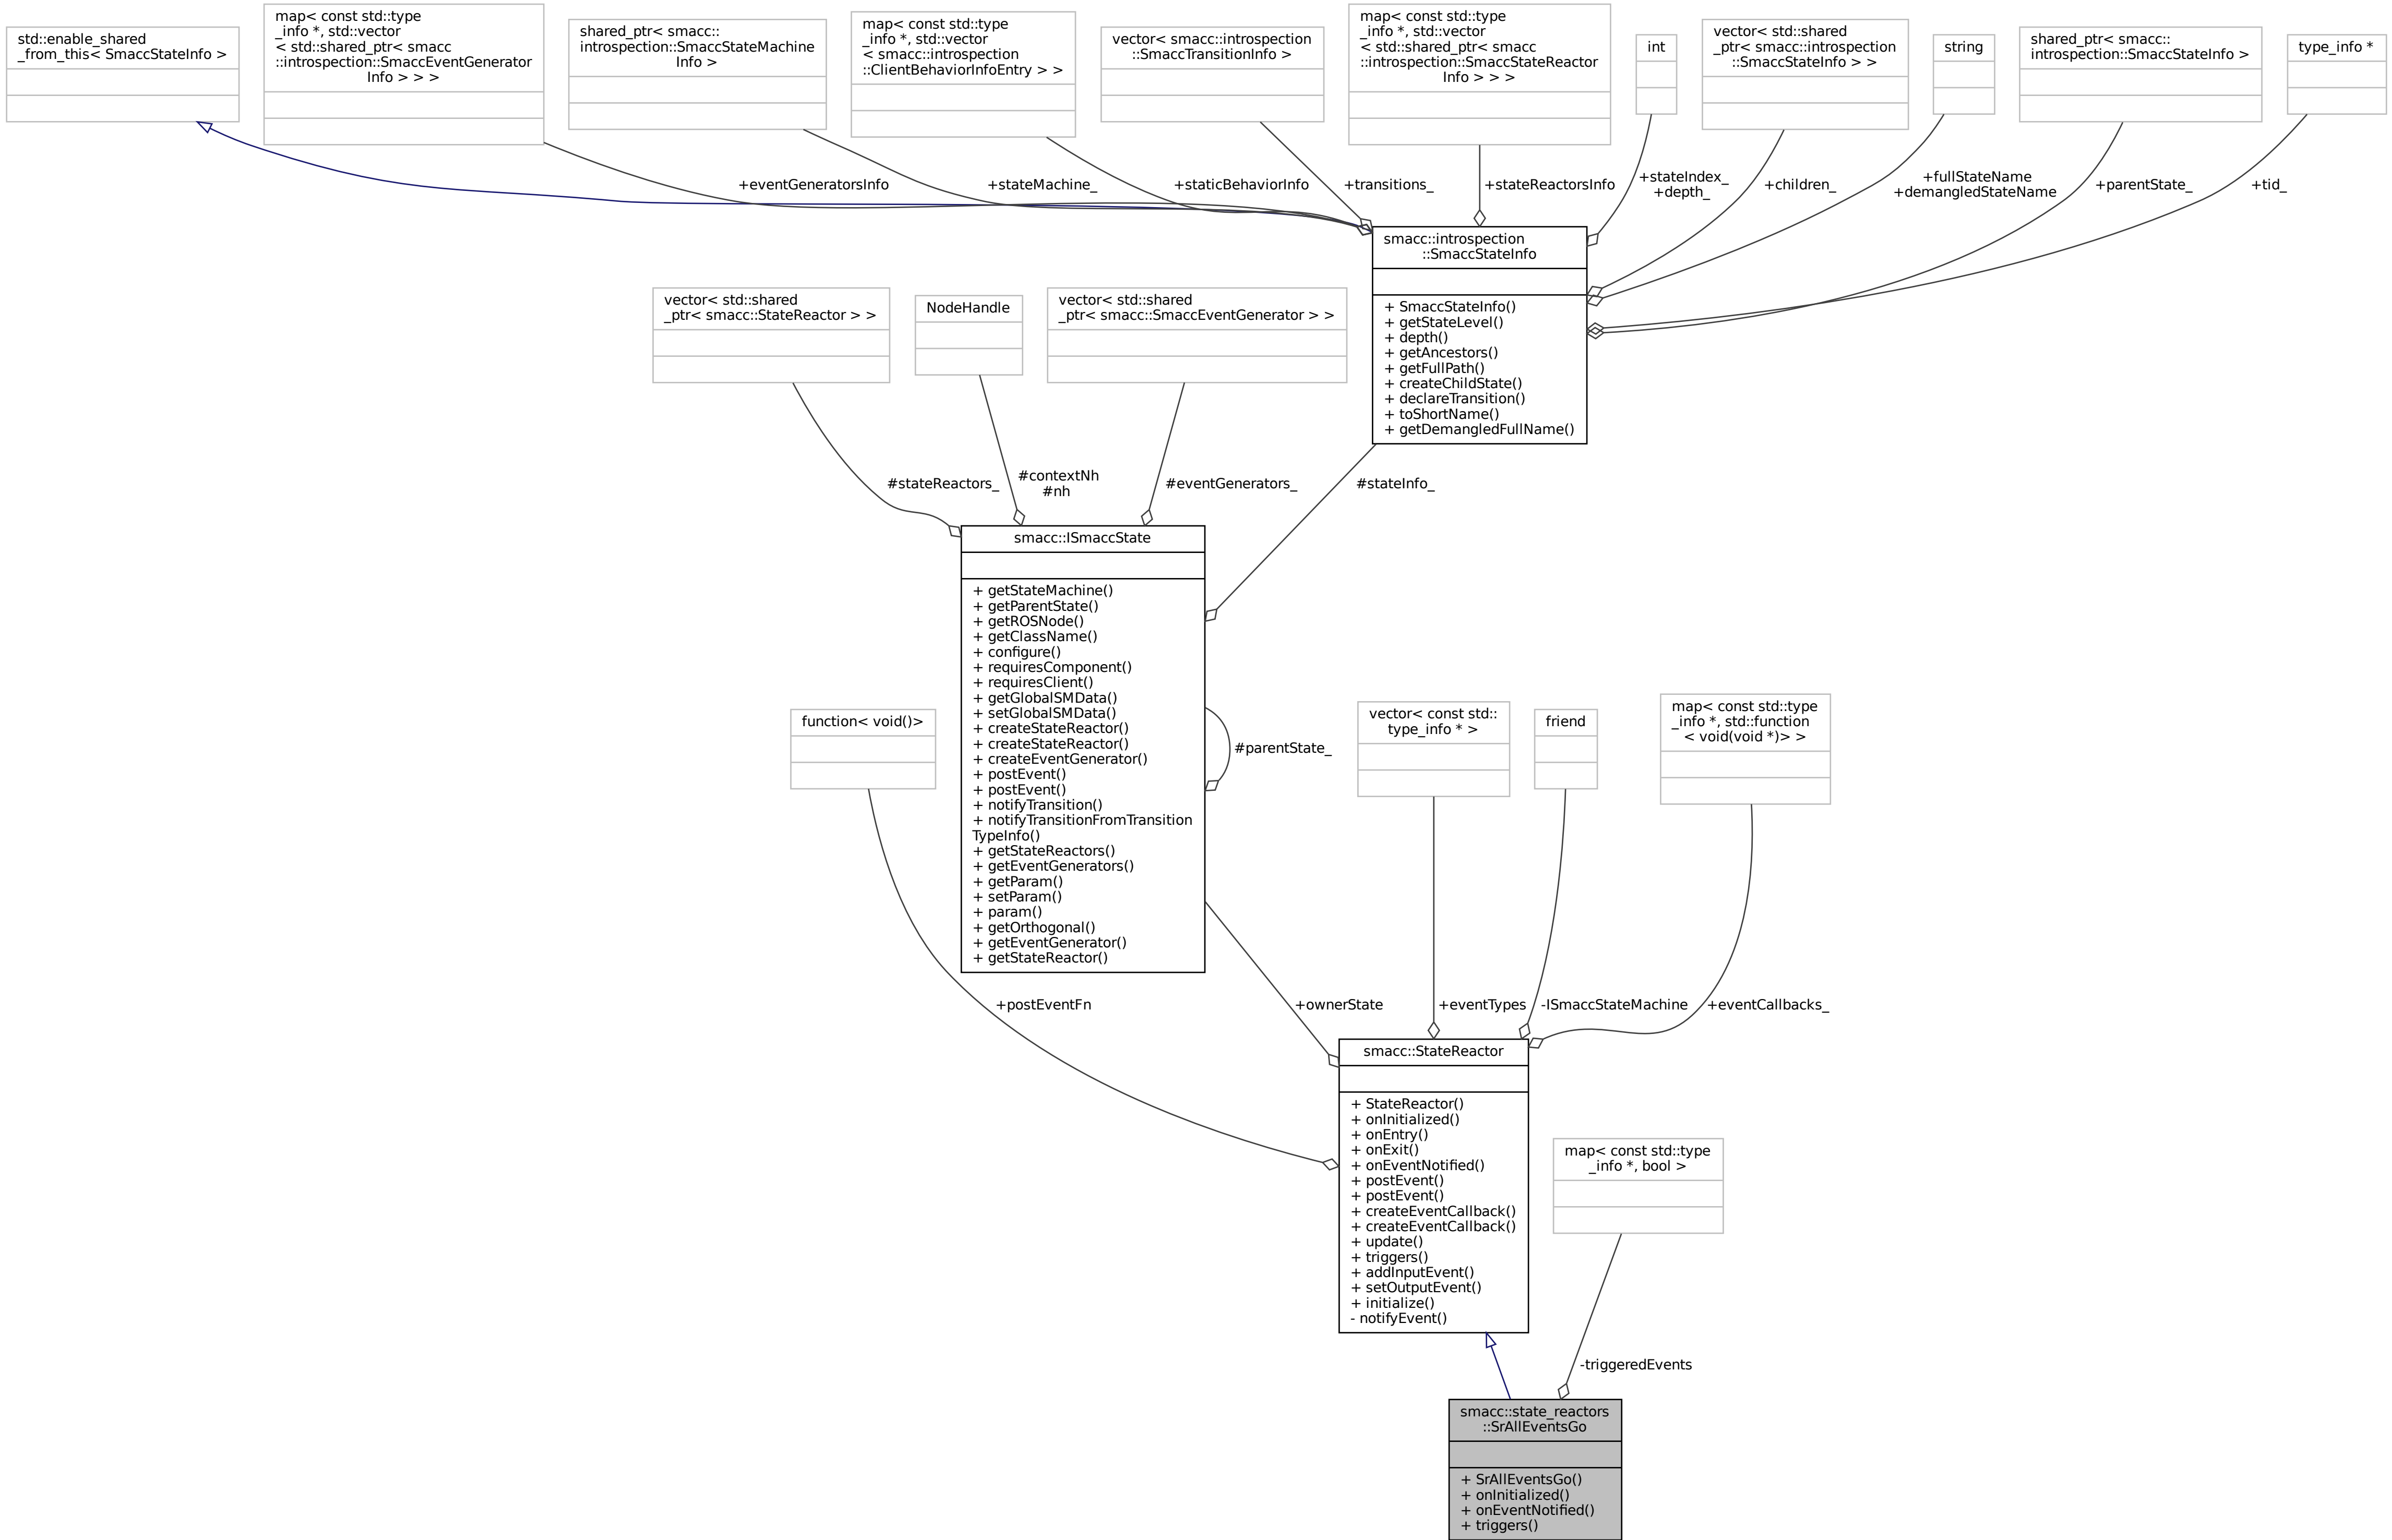 std::enable_shared
_from_this< SmaccStateInfo >
map< const std::type
_info *, std::vector
< std::shared_ptr< smacc
::introspection::SmaccEventGenerator
Info > > >
shared_ptr< smacc::
introspection::SmaccStateMachine
Info >
map< const std::type
_info *, std::vector
< smacc::introspection
::ClientBehaviorInfoEntry > >
vector< smacc::introspection
::SmaccTransitionInfo >
map< const std::type
_info *, std::vector
< std::shared_ptr< smacc
::introspection::SmaccStateReactor
Info > > >
int
vector< std::shared
_ptr< smacc::introspection
::SmaccStateInfo > >
string
shared_ptr< smacc::
introspection::SmaccStateInfo >
type_info *
+eventGeneratorsInfo
+stateMachine_
+staticBehaviorInfo
+transitions_
+stateReactorsInfo
+stateIndex_
+depth_
+children_
+fullStateName
+demangledStateName
+parentState_
+tid_
smacc::introspection
::SmaccStateInfo
+ SmaccStateInfo()
+ getStateLevel()
+ depth()
+ getAncestors()
+ getFullPath()
+ createChildState()
+ declareTransition()
+ toShortName()
+ getDemangledFullName()
vector< std::shared
_ptr< smacc::StateReactor > >
NodeHandle
vector< std::shared
_ptr< smacc::SmaccEventGenerator > >
#stateReactors_
#contextNh
#nh
#eventGenerators_
#stateInfo_
smacc::ISmaccState
+ getStateMachine()
+ getParentState()
+ getROSNode()
+ getClassName()
+ configure()
+ requiresComponent()
+ requiresClient()
+ getGlobalSMData()
+ setGlobalSMData()
+ createStateReactor()
+ createStateReactor()
+ createEventGenerator()
+ postEvent()
+ postEvent()
+ notifyTransition()
+ notifyTransitionFromTransition
TypeInfo()
+ getStateReactors()
+ getEventGenerators()
+ getParam()
+ setParam()
+ param()
+ getOrthogonal()
+ getEventGenerator()
+ getStateReactor()
#parentState_
function< void()>
vector< const std::
type_info * >
friend
map< const std::type
_info *, std::function
< void(void *)> >
+postEventFn
+ownerState
+eventTypes
-ISmaccStateMachine
+eventCallbacks_
smacc::StateReactor
+ StateReactor()
+ onInitialized()
+ onEntry()
+ onExit()
+ onEventNotified()
+ postEvent()
+ postEvent()
+ createEventCallback()
+ createEventCallback()
+ update()
+ triggers()
+ addInputEvent()
+ setOutputEvent()
+ initialize()
- notifyEvent()
map< const std::type
_info *, bool >
-triggeredEvents
smacc::state_reactors
::SrAllEventsGo
+ SrAllEventsGo()
+ onInitialized()
+ onEventNotified()
+ triggers()